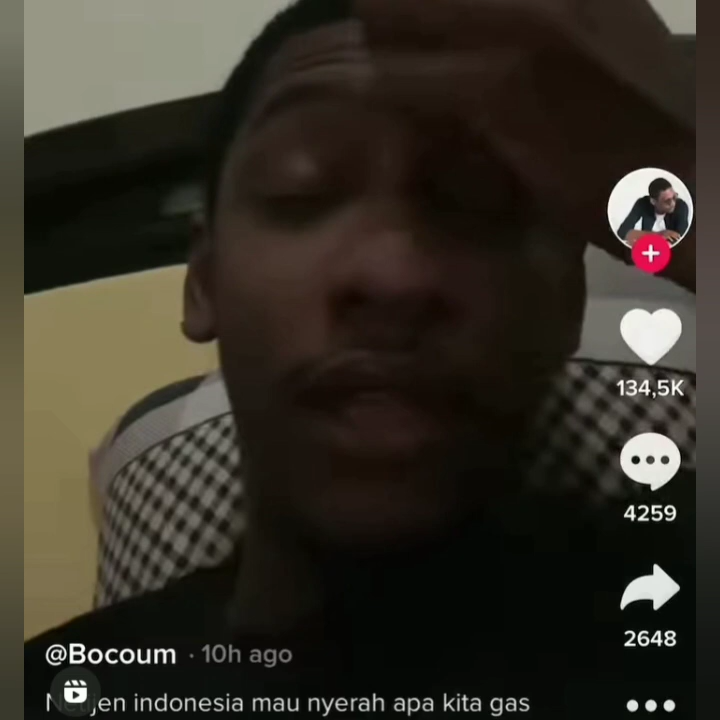 134,5K
4259
2648
@Bocoum · 10h ago
indonesia mau nyerah apa kita gas